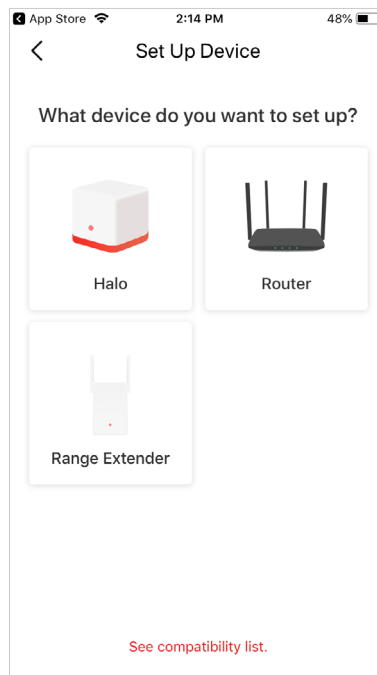 App Store 2:14 PM 48%
Set Up Device
What device do you want to set up?
Halo Router
Range Extender
See compatibility list.